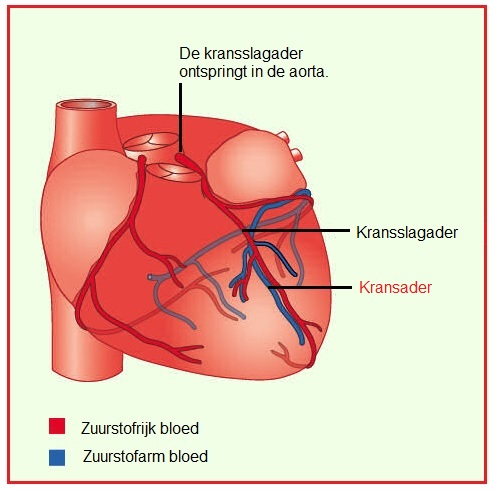 De kransslagader
ontspringt in de aorta.
Kransslagader
Kransader
Zuurstofrijk bloed
Zuurstofarm bloed